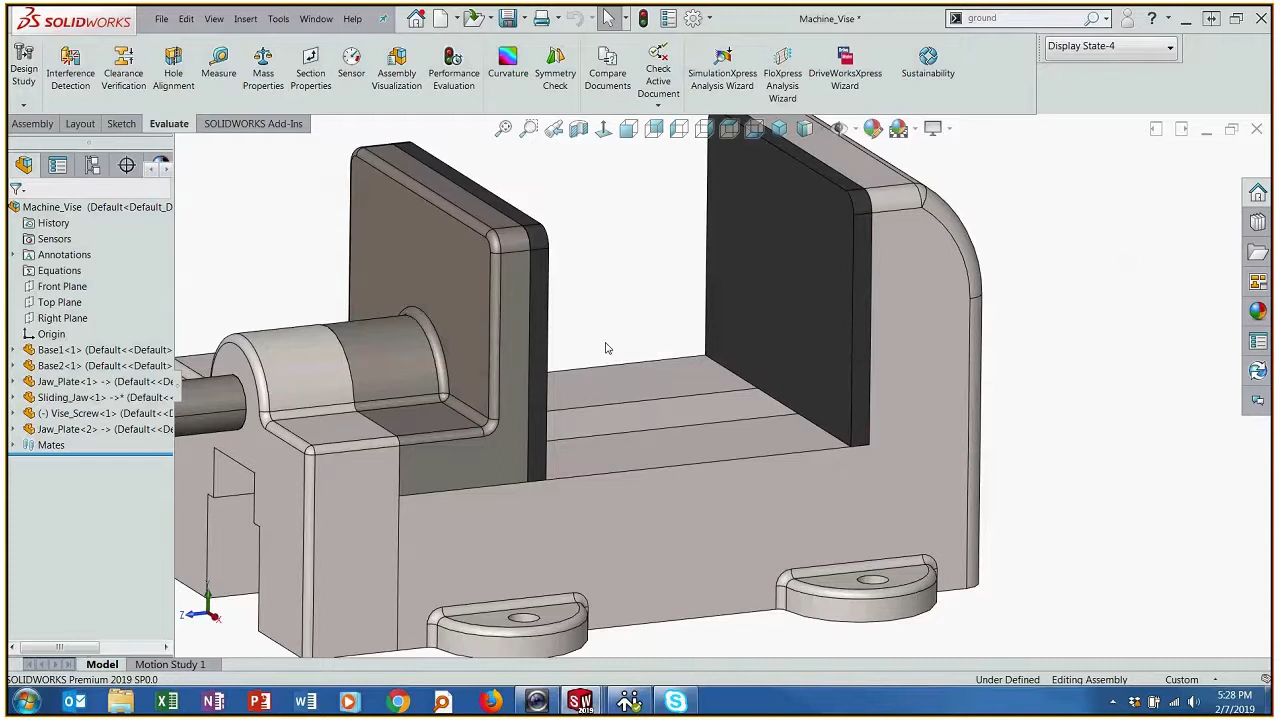 SOLIDWORKS File Edit View Insert Tools Window Help Machine_Vise * ground ?
Design Study
Interference Detection
Clearance Verification
Hole Alignment
Measure
Mass Properties
Section Properties
Sensor
Assembly Visualization
Performance Evaluation
Curvature
Symmetry Check
Compare Documents
Check Active Document
SimulationXpress Analysis Wizard
FloXpress Analysis Wizard
DriveWorksXpress Wizard
Sustainability
Display State-4
Assembly Layout Sketch Evaluate SOLIDWORKS Add-Ins
Machine_Vise (Default<Default_D
History
Sensors
Annotations
Equations
Front Plane
Top Plane
Right Plane
Origin
Base1<1> (Default<<Default>
Base2<1> (Default<<Default>
Jaw_Plate<1> -> (Default<<De
Sliding_Jaw<1> ->* (Default<
(-) Vise_Screw<1> (Default<<D
Jaw_Plate<2> -> (Default<<De
Mates
Y
Z
X
Model Motion Study 1
SOLIDWORKS Premium 2019 SP0.0 Under Defined Editing Assembly Custom
5:28 PM
2/7/2019